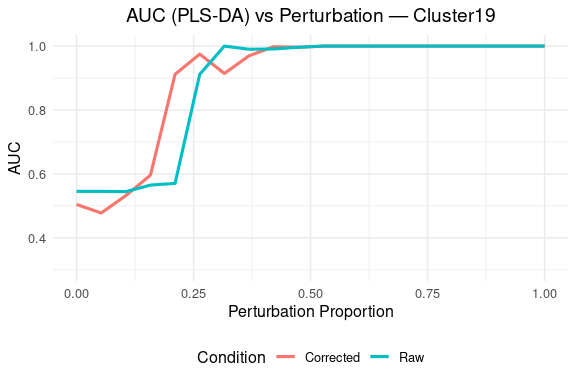 AUC (PLS-DA) vs Perturbation — Cluster19
AUC
1.0
0.8
0.6
0.4
0.00 0.25 0.50 0.75 1.00
Perturbation Proportion
Condition Corrected Raw